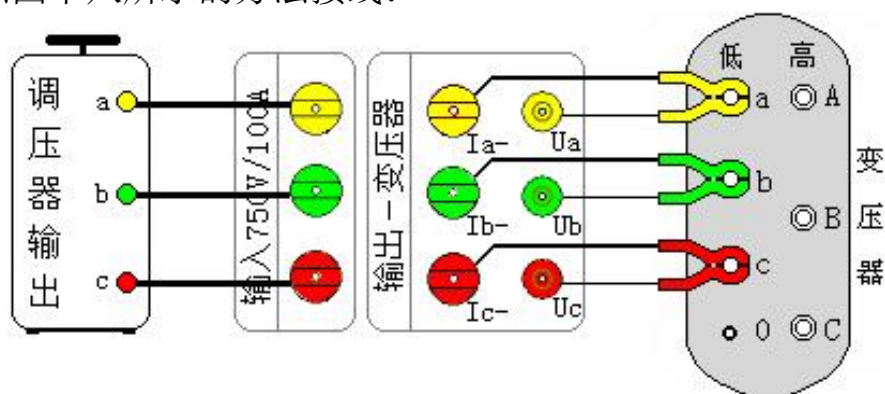 调压器输出
a
b
c
输入750V/100A
输出－变压器
Ia-
Ua
Ib-
Ub
Ic-
Uc
低 高
a A
b
B
c
0 C
变压器